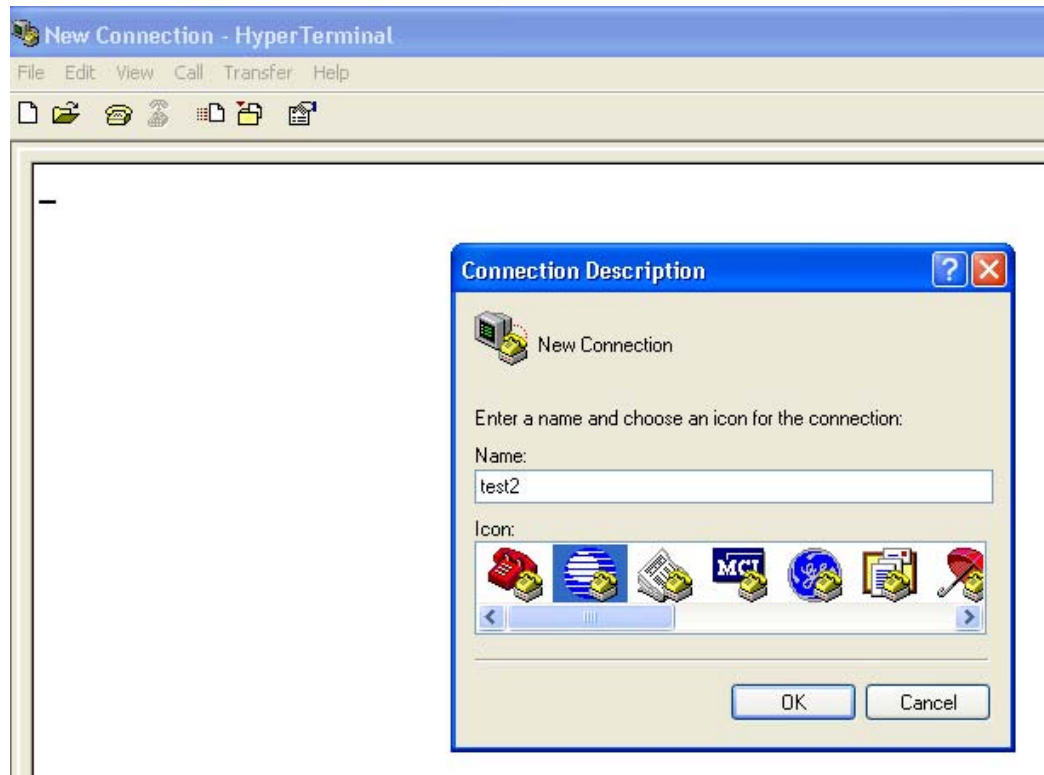 New Connection - HyperTerminal
File Edit View Call Transfer Help
Connection Description
New Connection
Enter a name and choose an icon for the connection:
Name:
test2
Icon:
MCI
OK Cancel